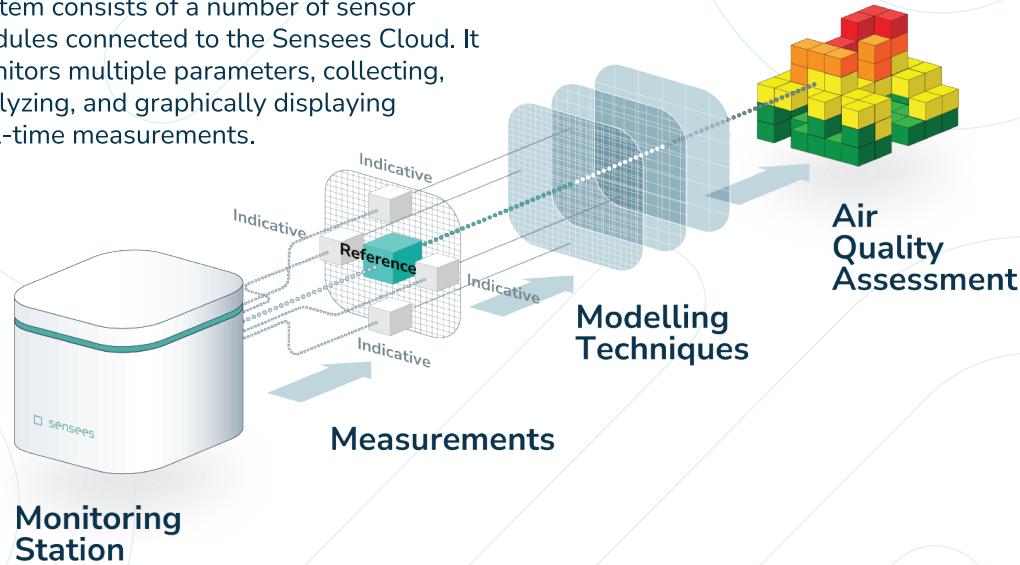 tem consists of a number of sensor
dules connected to the Sensees Cloud. It
nitors multiple parameters, collecting,
lyzing, and graphically displaying
-time measurements.
Indicative
Indicative
Reference
Indicative
Indicative
Air
Quality
Assessment
Modelling
Techniques
Measurements
sensees
Monitoring
Station